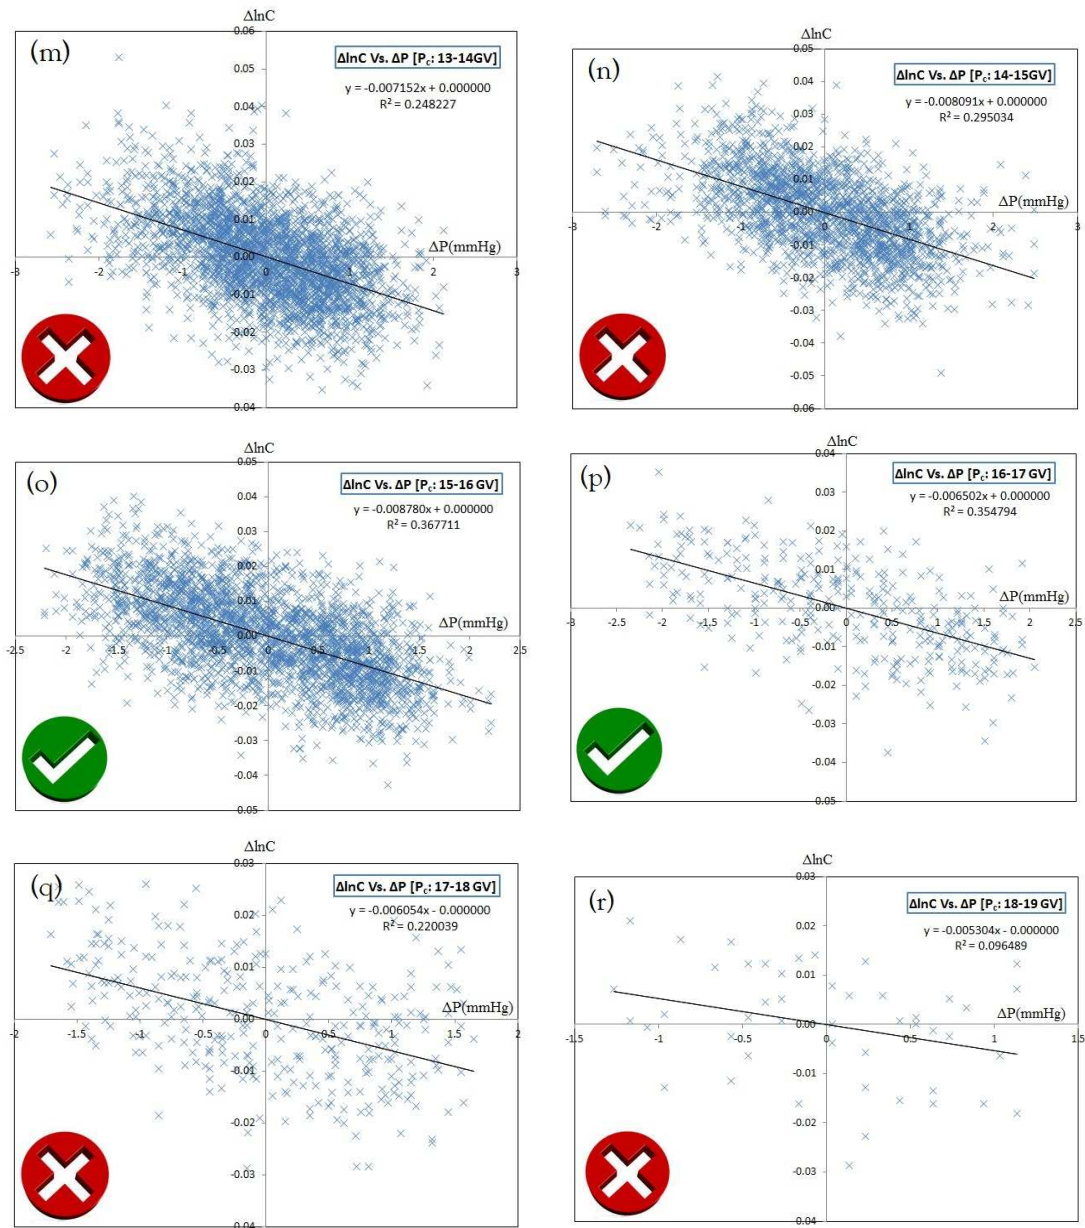 ΔlnC
0.06
(m)
ΔlnC Vs. ΔP [Pc: 13-14GV]
0.05
y = -0.007152x + 0.000000
R² = 0.248227
0.04
0.03
0.02
0.01
ΔP(mmHg)
0.00
-3 -2 -1 0 1 2 3
-0.01
-0.02
-0.03
0.04
0.05
(n)
ΔlnC Vs. ΔP [Pc: 14-15GV]
0.04
y = -0.008091x + 0.000000
R² = 0.295034
0.03
0.02
0.01
ΔP(mmHg)
0.00
-3 -2 -1 0 1 2 3
-0.01
-0.02
-0.03
-0.04
-0.05
0.06
ΔlnC
0.05
(o)
ΔlnC Vs. ΔP [Pc: 15-16 GV]
0.04
y = -0.008780x + 0.000000
R² = 0.367711
0.03
0.02
0.01
ΔP(mmHg)
0.00
2.5 -2 -1.5 -1 -0.5 0 0.5 1 1.5 2 2.5
-0.01
-0.02
-0.03
-0.04
0.05
ΔlnC
0.04
(p)
ΔlnC Vs. ΔP [Pc: 16-17 GV]
0.03
y = -0.006502x + 0.000000
R² = 0.354794
0.02
0.01
ΔP(mmHg)
0.00
-3 -2.5 -2 -1.5 -1 -0.5 0 0.5 1 1.5 2 2.5
-0.01
-0.02
-0.03
-0.04
0.05
ΔlnC
0.03
(q)
ΔlnC Vs. ΔP [Pc: 17-18 GV]
0.02
y = -0.006054x - 0.000000
R² = 0.220039
0.01
ΔP(mmHg)
0.00
-2 -1.5 -1 -0.5 0 0.5 1 1.5 2
-0.01
-0.02
-0.03
0.04
ΔlnC
0.03
(r)
ΔlnC Vs. ΔP [Pc: 18-19 GV]
0.02
y = -0.005304x - 0.000000
R² = 0.096489
0.01
ΔP(mmHg)
0.00
-1.5 -1 -0.5 0 0.5 1 1.5
-0.01
-0.02
-0.03
0.04